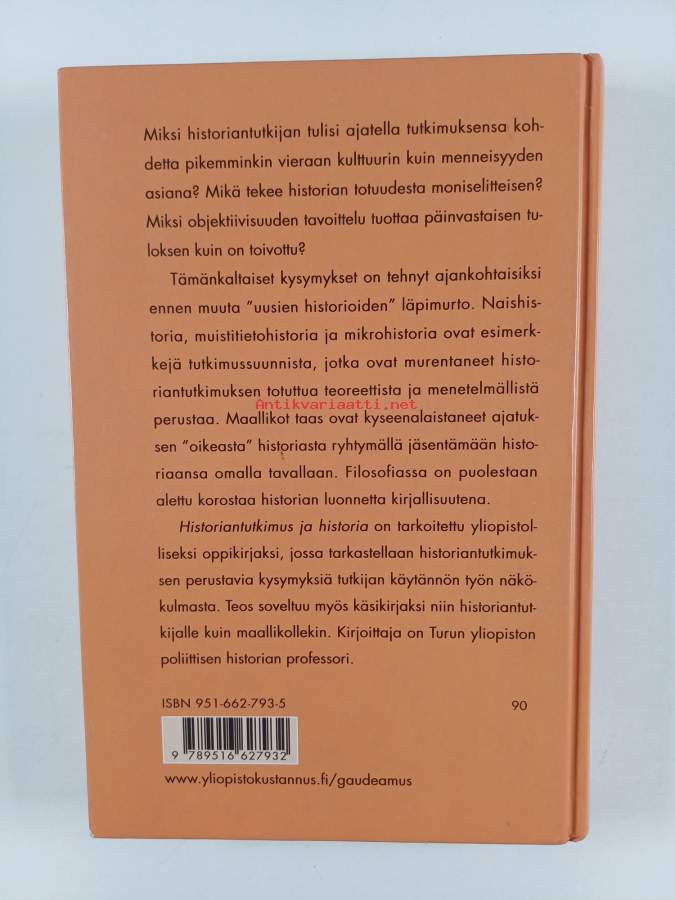 Miksi historiantutkijan tulisi ajatella tutkimuksensa koh-
detta pikemminkin vieraan kulttuurin kuin menneisyyden
asiana? Mikä tekee historian totuudesta moniselitteisen?
Miksi objektiivisuuden tavoittelu tuottaa päinvastaisen tu-
loksen kuin on toivottu?
Tämänkaltaiset kysymykset on tehnyt ajankohtaisiksi
ennen muuta ”uusien historioiden” läpimurto. Naishis-
toria, muistitietohistoria ja mikrohistoria ovat esimerk-
kejä tutkimussuunnista, jotka ovat murentaneet histo-
riantutkimuksen totuttua teoreettista ja menetelmällistä
Antikvariaatti.net
perustaa. Maallikot taas ovat kyseenalaistaneet ajatuk-
sen ”oikeasta” historiasta ryhtymällä jäsentämään histo-
riaansa omalla tavallaan. Filosofiassa on puolestaan
alettu korostaa historian luonnetta kirjallisuutena.
Historiantutkimus ja historia on tarkoitettu yliopistol-
liseksi oppikirjaksi, jossa tarkastellaan historiantutkimuk-
sen perustavia kysymyksiä tutkijan käytännön työn näkö-
kulmasta. Teos soveltuu myös käsikirjaksi niin historiantut-
kijalle kuin maallikollekin. Kirjoittaja on Turun yliopiston
poliittisen historian professori.
ISBN 951-662-793-5 90
9 789516 627932
www.yliopistokustannus.fi/gaudeamus